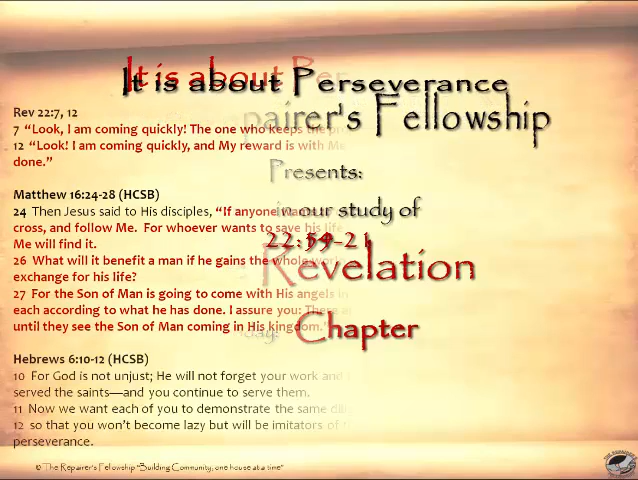 It is about Perseverance
pairer's Fellowship
Presents:
in our study of
Revelation
Chapter
Rev 22:7, 12
7 “Look, I am coming quickly! The one who keeps the
12 “Look! I am coming quickly, and My reward is with Me
done.”
Matthew 16:24-28 (HCSB)
24 Then Jesus said to His disciples, “If anyone wants
cross, and follow Me. For whoever wants to save his life
Me will find it.
26 What will it benefit a man if he gains the whole
exchange for his life?
27 For the Son of Man is going to come with His angels in
each according to what he has done. I assure you: There
until they see the Son of Man coming in His kingdom.”
Hebrews 6:10-12 (HCSB)
10 For God is not unjust; He will not forget your work and
served the saints—and you continue to serve them.
11 Now we want each of you to demonstrate the same
12 so that you won’t become lazy but will be imitators of
perseverance.
© The Repairer's Fellowship "Building Community, one house at a time"